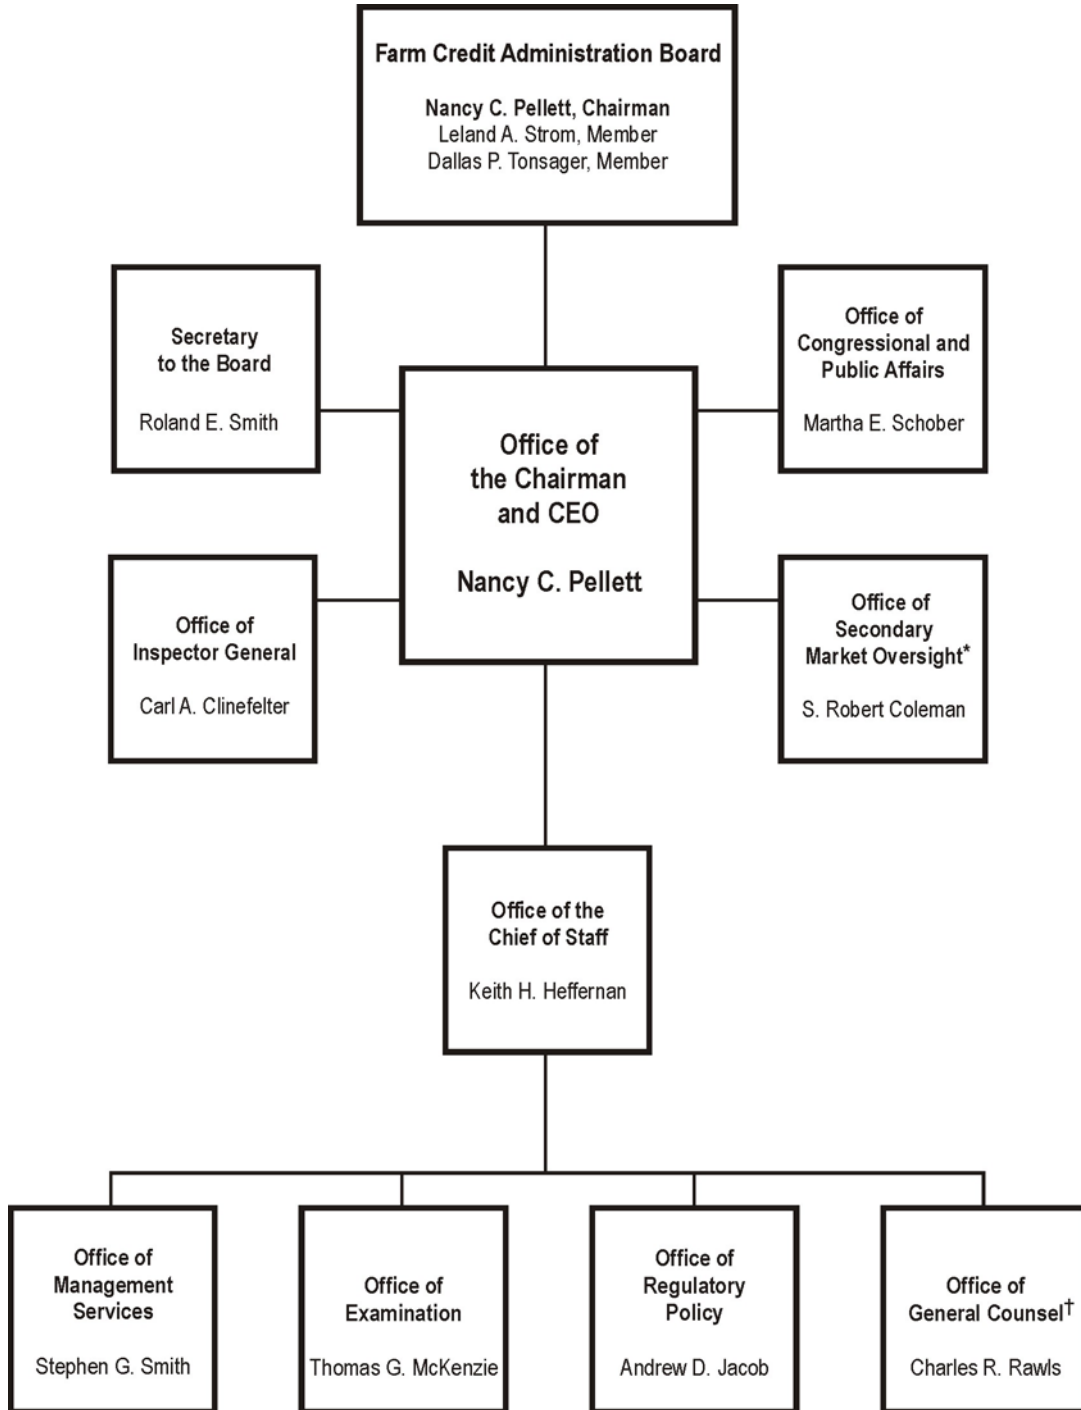 Farm Credit Administration Board
Nancy C. Pellett, Chairman
Leland A. Strom, Member
Dallas P. Tonsager, Member
Secretary
to the Board
Roland E. Smith
Office of
Congressional and
Public Affairs
Martha E. Schober
Office of
the Chairman
and CEO
Nancy C. Pellett
Office of
Inspector General
Carl A. Clinefelter
Office of
Secondary
Market Oversight*
S. Robert Coleman
Office of the
Chief of Staff
Keith H. Heffernan
Office of
Management
Services
Stephen G. Smith
Office of
Examination
Thomas G. McKenzie
Office of
Regulatory
Policy
Andrew D. Jacob
Office of
General Counsel†
Charles R. Rawls